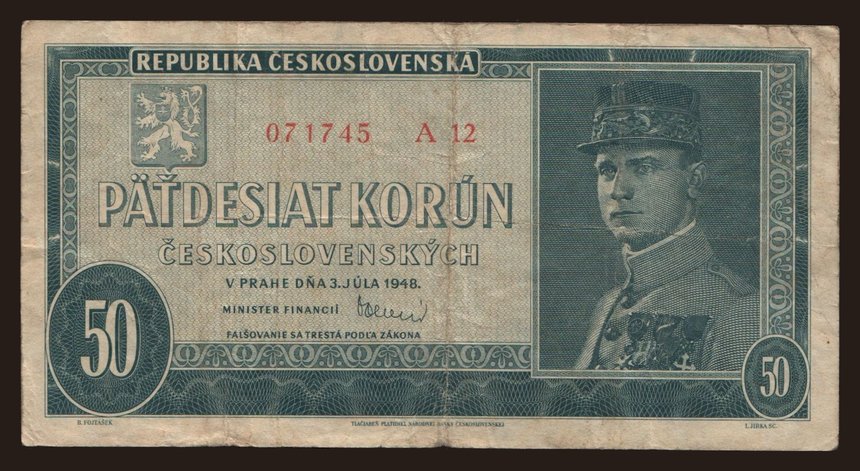 REPUBLIKA ČESKOSLOVENSKÁ
071745 A 12
PÄŤDESIAT KORÚN
ČESKOSLOVENSKÝCH
V PRAHE DŇA 3. JÚLA 1948.
MINISTER FINANCIÍ
FALŠOVANIE SA TRESTÁ PODĽA ZÁKONA
50
50
B. FOJTAŠEK
TLAČIAREŇ PLATIDIEL NÁRODNEJ BANKY ČESKOSLOVENSKEJ
I. JIRKA SC.